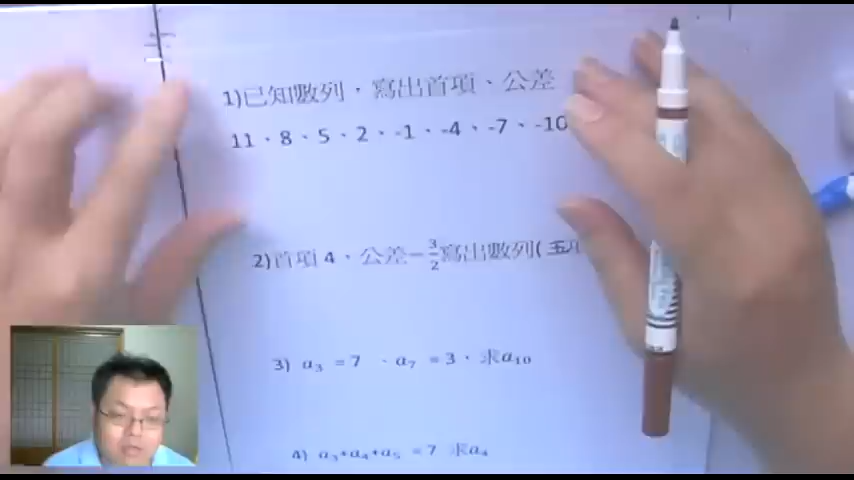 1)已知數列,寫出首項、公差
11、8、5、2、-1、-4、-7、-10
2)首項 4、公差-3/2寫出數列( 五項
3) a₃ =7 、a₇ =3,求a₁₀
4) a₃+a₄+a₅ =7 求a₄